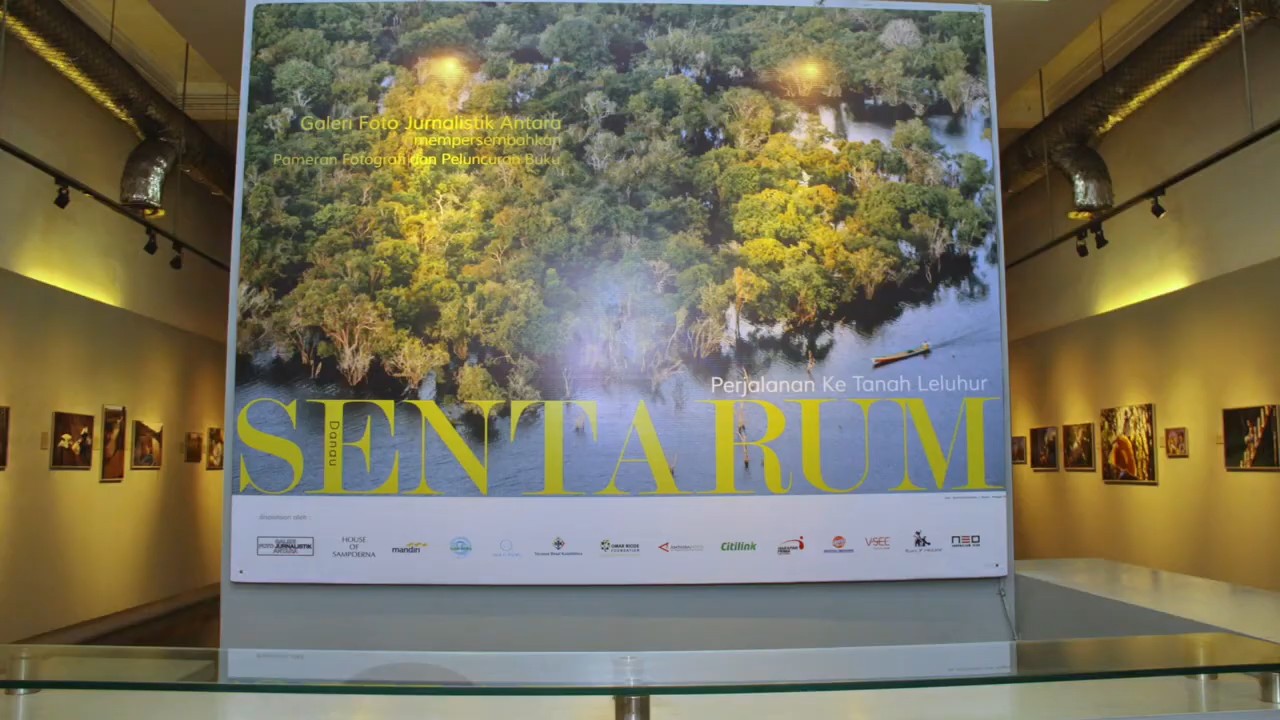 Galeri Foto Jurnalistik Antara
mempersembahkan
Pameran Fotografi dan Peluncuran Buku
Perjalanan Ke Tanah Leluhur
Danau
SENTARUM
HOUSE
OF
SAMPOERNA
mandiri
Citilink
VSEC
NEO